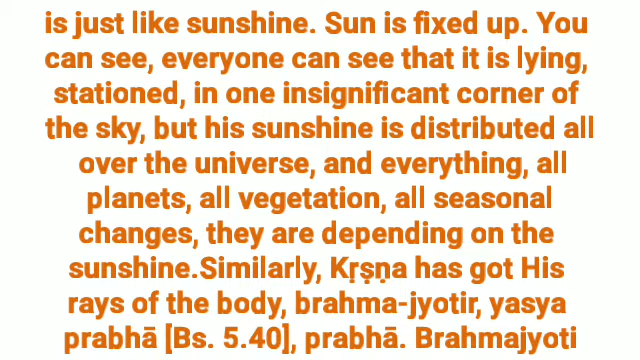 is just like sunshine. Sun is fixed up. You
can see, everyone can see that it is lying,
stationed, in one insignificant corner of
the sky, but his sunshine is distributed all
over the universe, and everything, all
planets, all vegetation, all seasonal
changes, they are depending on the
sunshine.Similarly, Kṛṣṇa has got His
rays of the body, brahma-jyotir, yasya
prabhā [Bs. 5.40], prabhā. Brahmajyoti